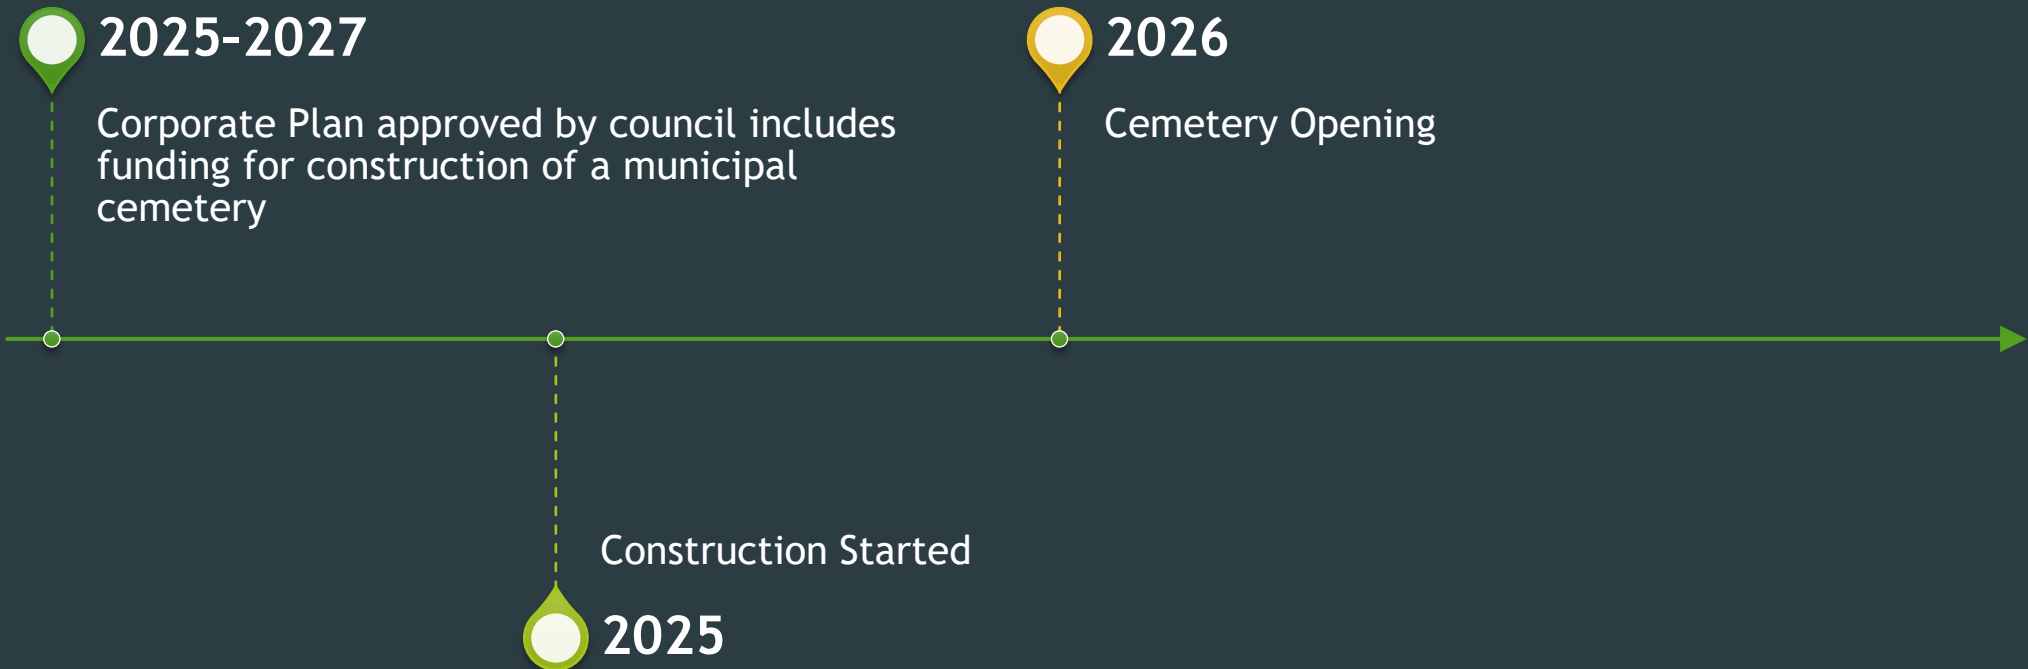 2025-2027
Corporate Plan approved by council includes
funding for construction of a municipal
cemetery
2026
Cemetery Opening
Construction Started
2025